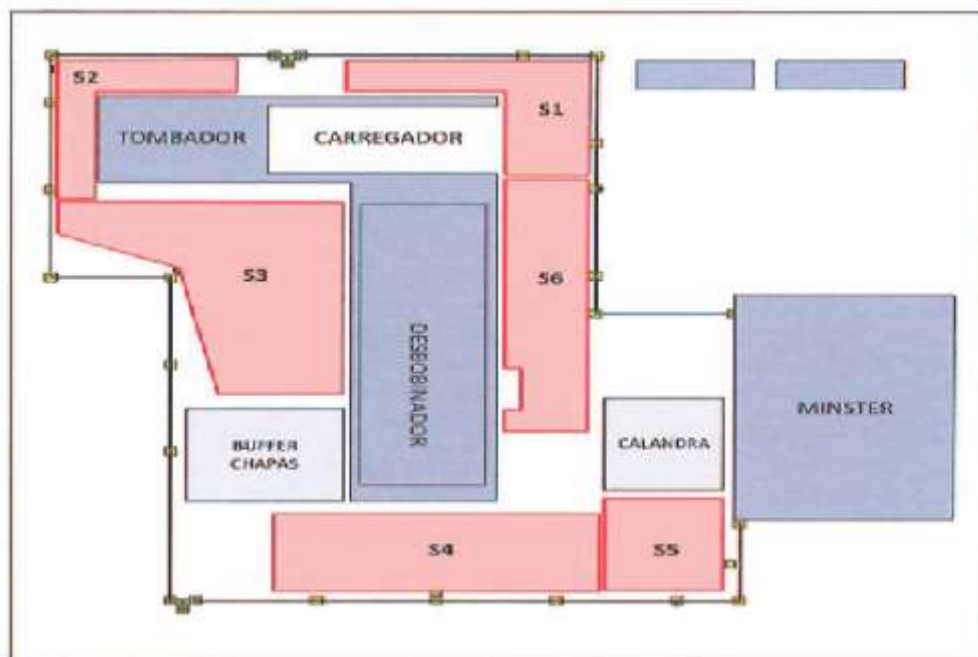 S2
S1
TOMBADOR
CARREGADOR
S3
S6
DESBOBINADOR
MINSTER
BUFFER
CHAPAS
CALANDRA
S4
S5